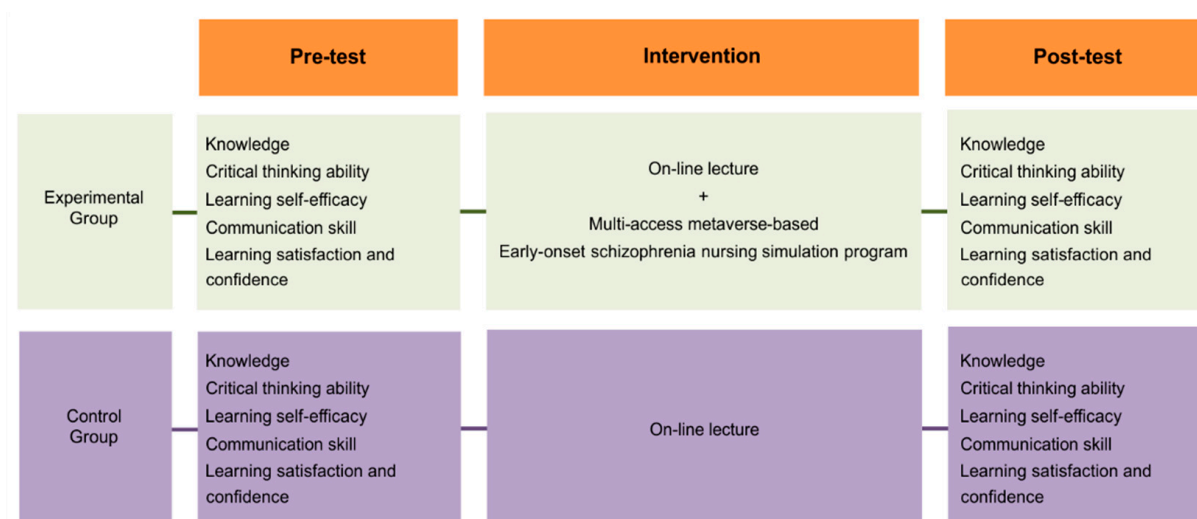 Pre-test
Intervention
Post-test
Experimental
Group
Knowledge
Critical thinking ability
Learning self-efficacy
Communication skill
Learning satisfaction and
confidence
On-line lecture
+
Multi-access metaverse-based
Early-onset schizophrenia nursing simulation program
Knowledge
Critical thinking ability
Learning self-efficacy
Communication skill
Learning satisfaction and
confidence
Control
Group
Knowledge
Critical thinking ability
Learning self-efficacy
Communication skill
Learning satisfaction and
confidence
On-line lecture
Knowledge
Critical thinking ability
Learning self-efficacy
Communication skill
Learning satisfaction and
confidence